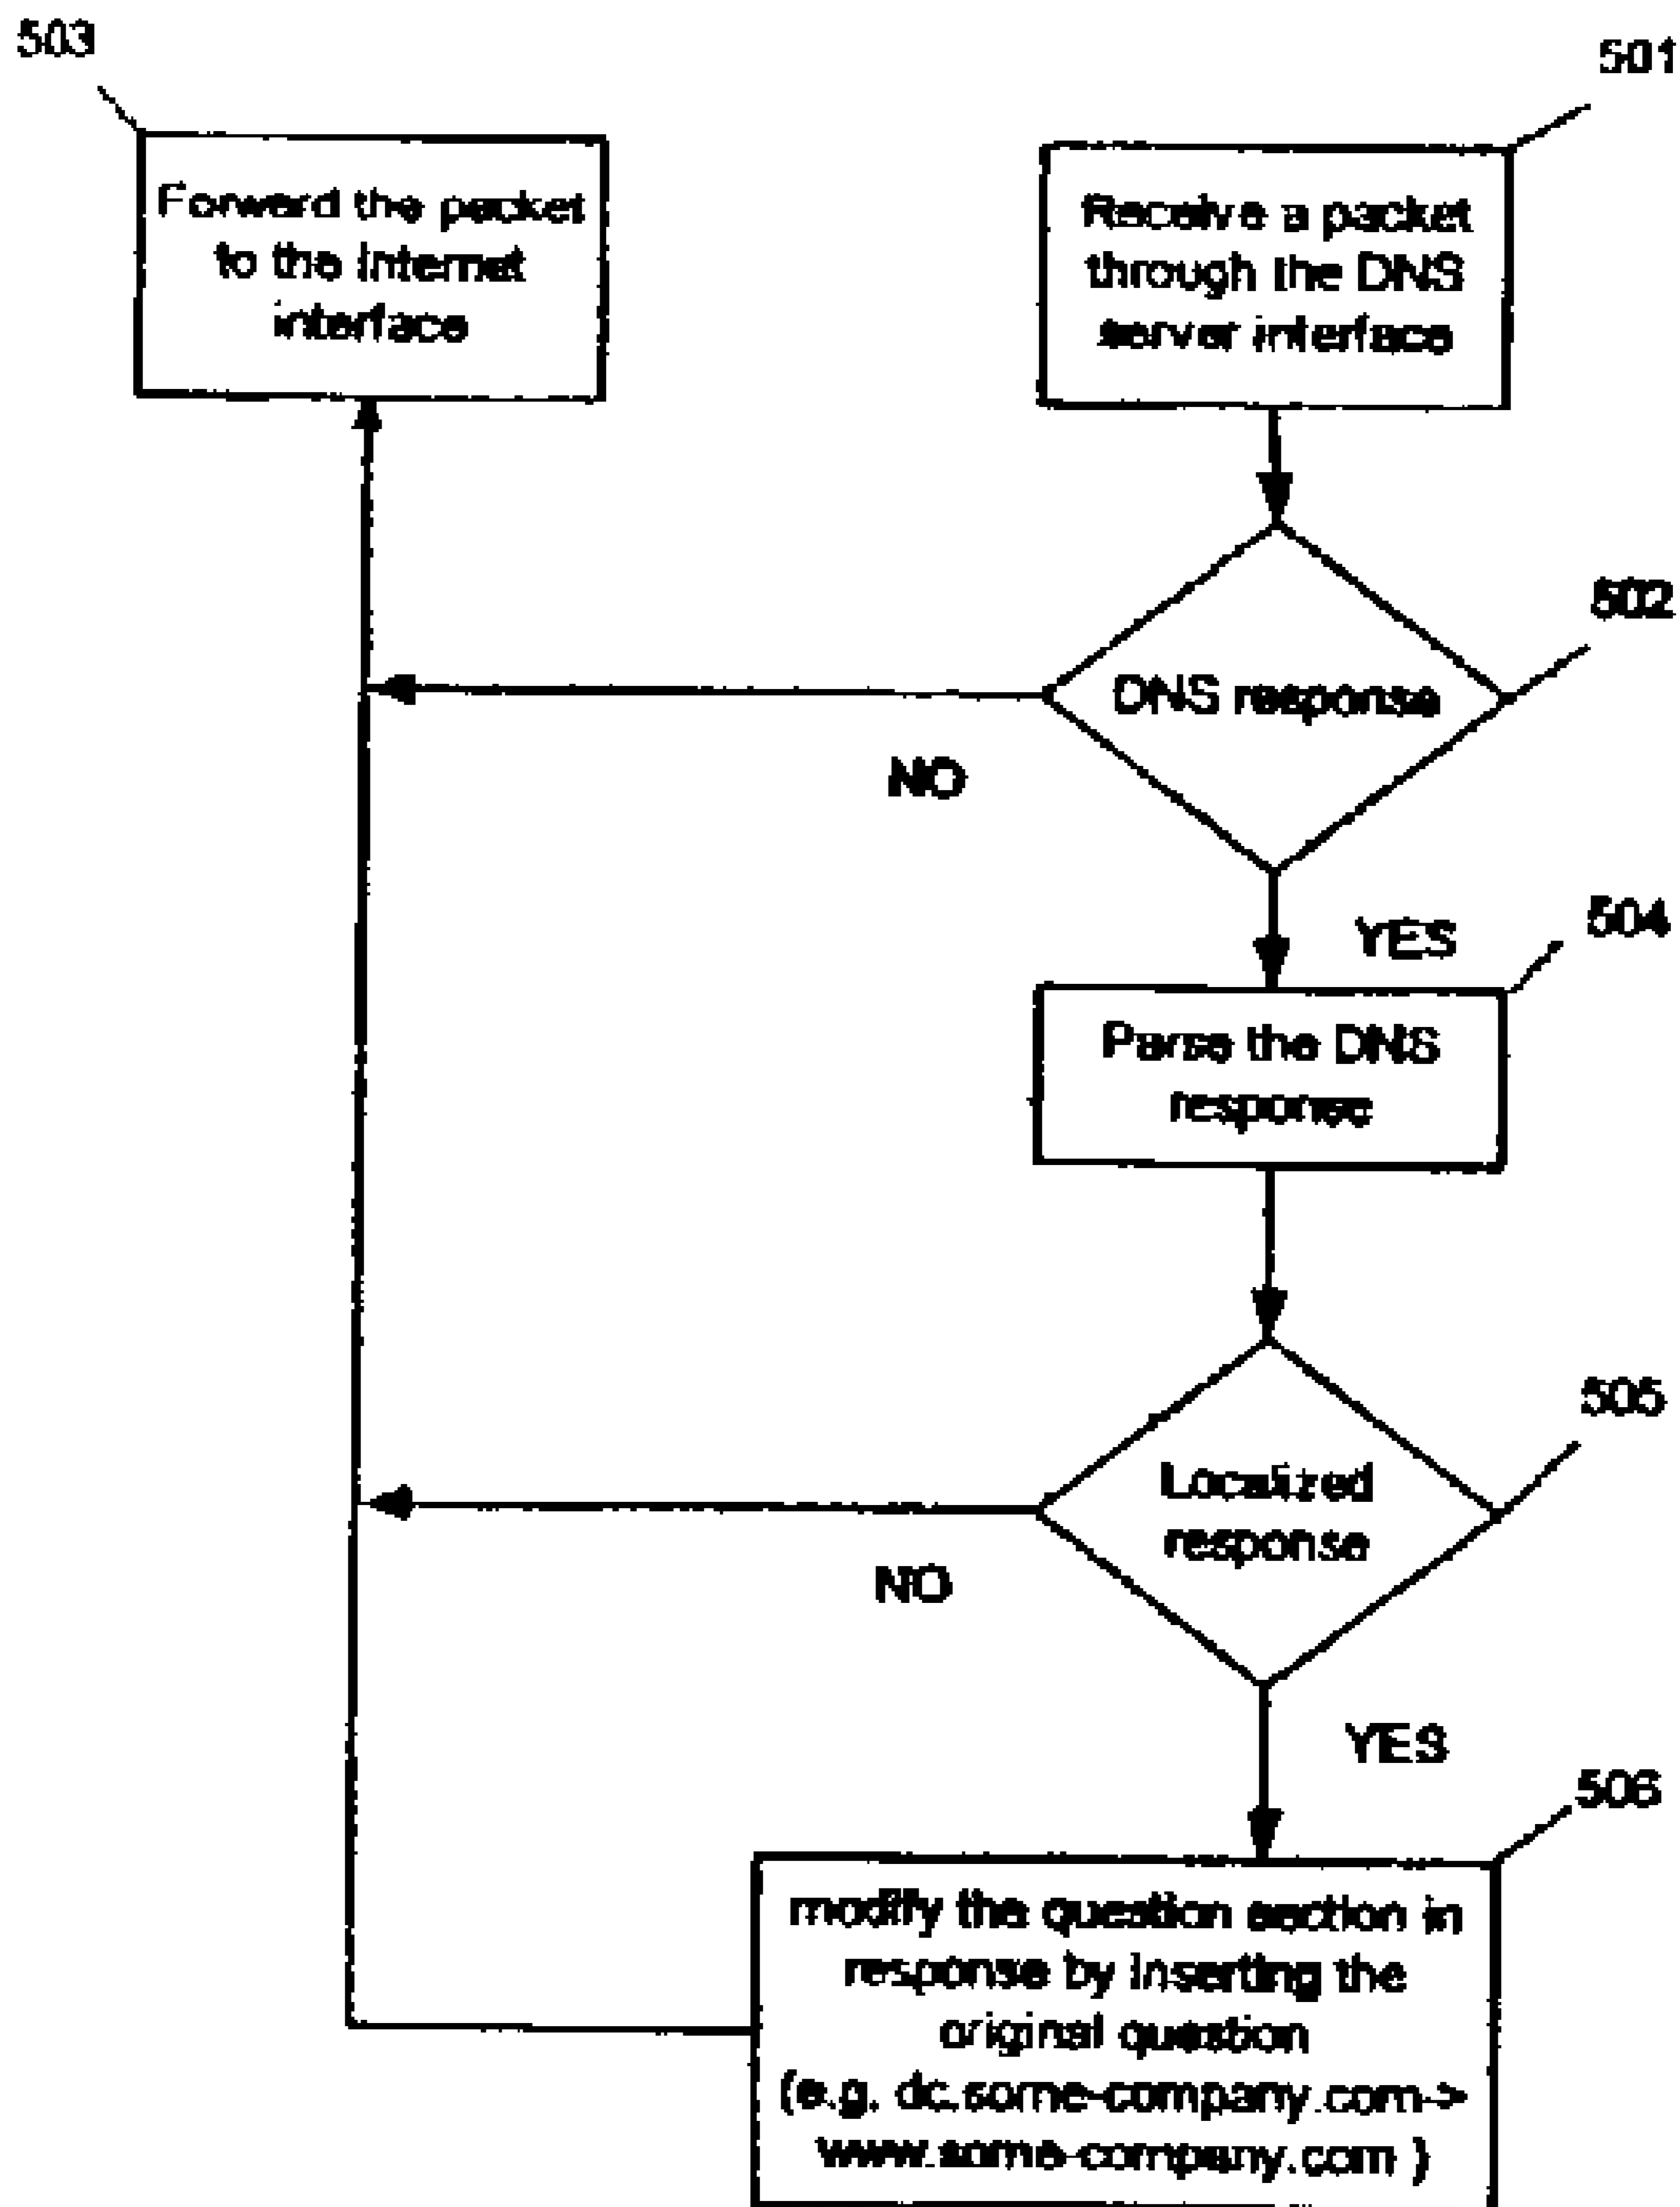 503
501
Forward the packet
to the Internet
interface
Receive a packet
through the DNS
server interface
502
DNS response
NO
YES
504
Parse the DNS
response
505
Localized
response
NO
YES
506
modify the question section in
response by inserting the
original question
(e.g. dc.some-company.com->
www.some-company.com )